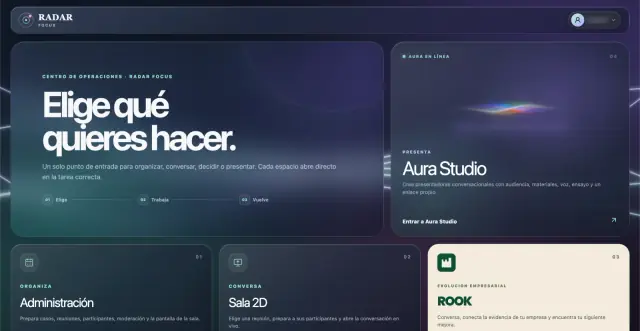 RADAR
FOCUS
A
CENTRO DE OPERACIONES · RADAR FOCUS
Elige qué
quieres hacer.
Un solo punto de entrada para organizar, conversar, decidir o presentar. Cada espacio abre directo
en la tarea correcta.
01 Elige
02 Trabaja
03 Vuelve
AURA EN LÍNEA
04
PRESENTA
Aura Studio
Crea presentadoras conversacionales con audiencia, materiales, voz, ensayo y un
enlace propio.
Entrar a Aura Studio
01
ORGANIZA
Administración
Prepara casos, reuniones, participantes, moderación y la pantalla de la sala.
02
CONVERSA
Sala 2D
Elige una reunión, prepara a sus participantes y abre la conversación en
vivo.
03
EVOLUCIÓN EMPRESARIAL
ROOK
Conversa, conecta la evidencia de tu empresa y encuentra su siguiente
mejora.